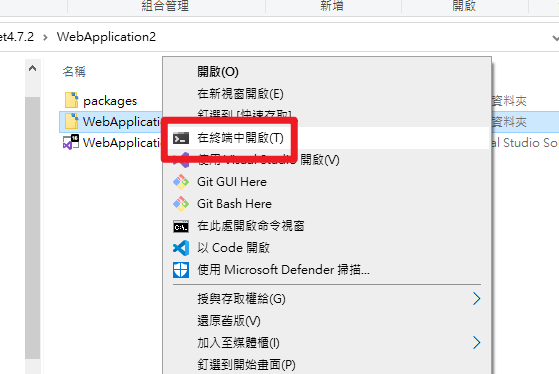 組合管理 新增 開啟
et4.7.2 WebApplication2
名稱
packages 資料夾
WebApplicatio 資料夾
WebApplication al Studio So
開啟(O)
在新視窗開啟(E)
釘選到 [快速存取]
在終端中開啟(T)
使用 Visual Studio 開啟(V)
Git GUI Here
Git Bash Here
在此處開啟命令視窗
以 Code 開啟
使用 Microsoft Defender 掃描...
授與存取權給(G)
還原舊版(V)
加入至媒體櫃(I)
釘選到開始畫面(P)